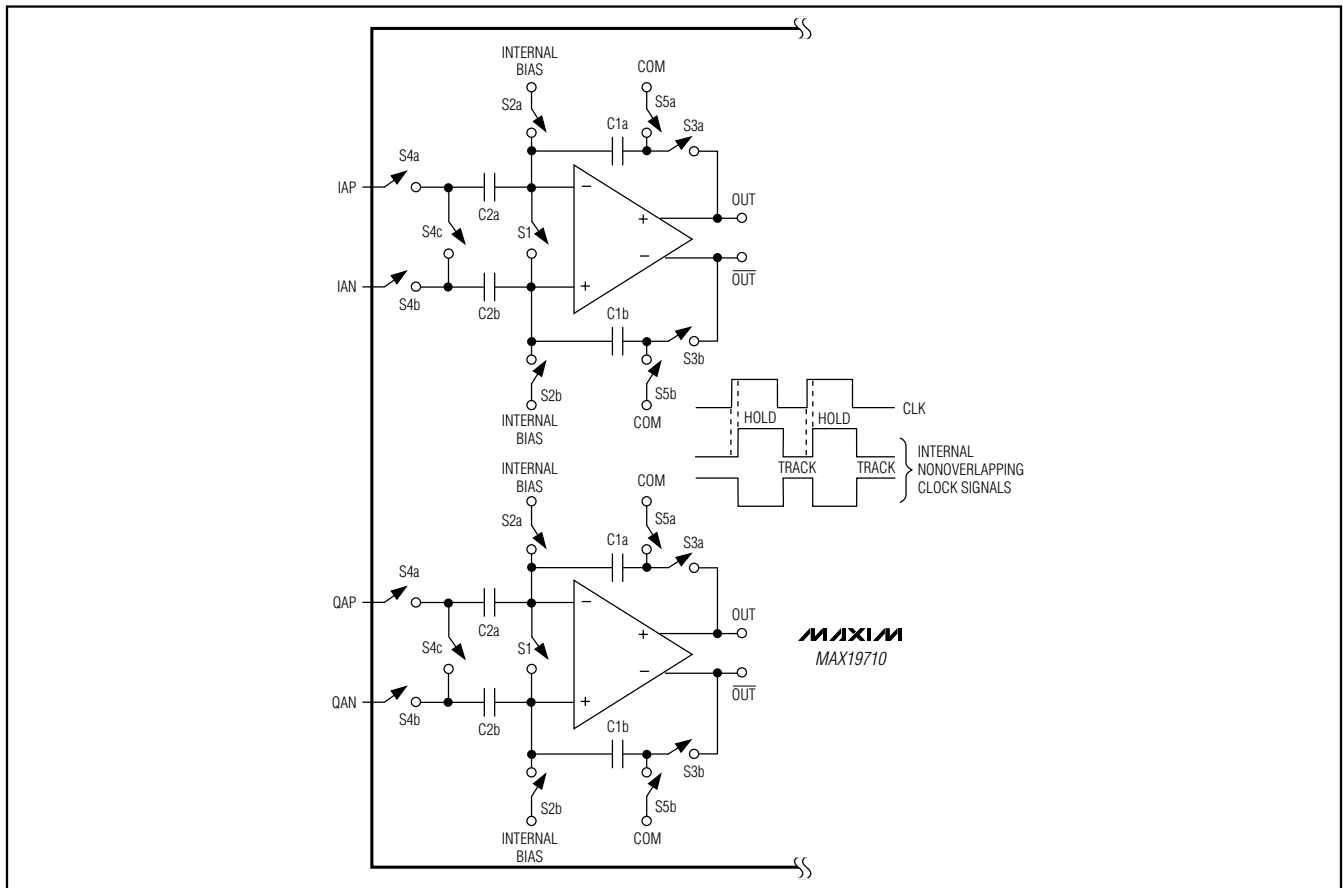 INTERNAL
BIAS
COM
S2a
S5a
C1a
S3a
S4a
IAP
−
OUT
C2a
+
S4c
S1
−
IAN
+
OUT
S4b
C2b
C1b
S3b
S2b
S5b
CLK
INTERNAL
BIAS
COM
HOLD
HOLD
TRACK
TRACK
INTERNAL
NONOVERLAPPING
CLOCK SIGNALS
INTERNAL
BIAS
COM
S2a
S5a
C1a
S3a
S4a
QAP
−
OUT
C2a
+
MAXIM
S4c
S1
−
MAX19710
QAN
+
OUT
S4b
C2b
C1b
S3b
S2b
S5b
INTERNAL
BIAS
COM